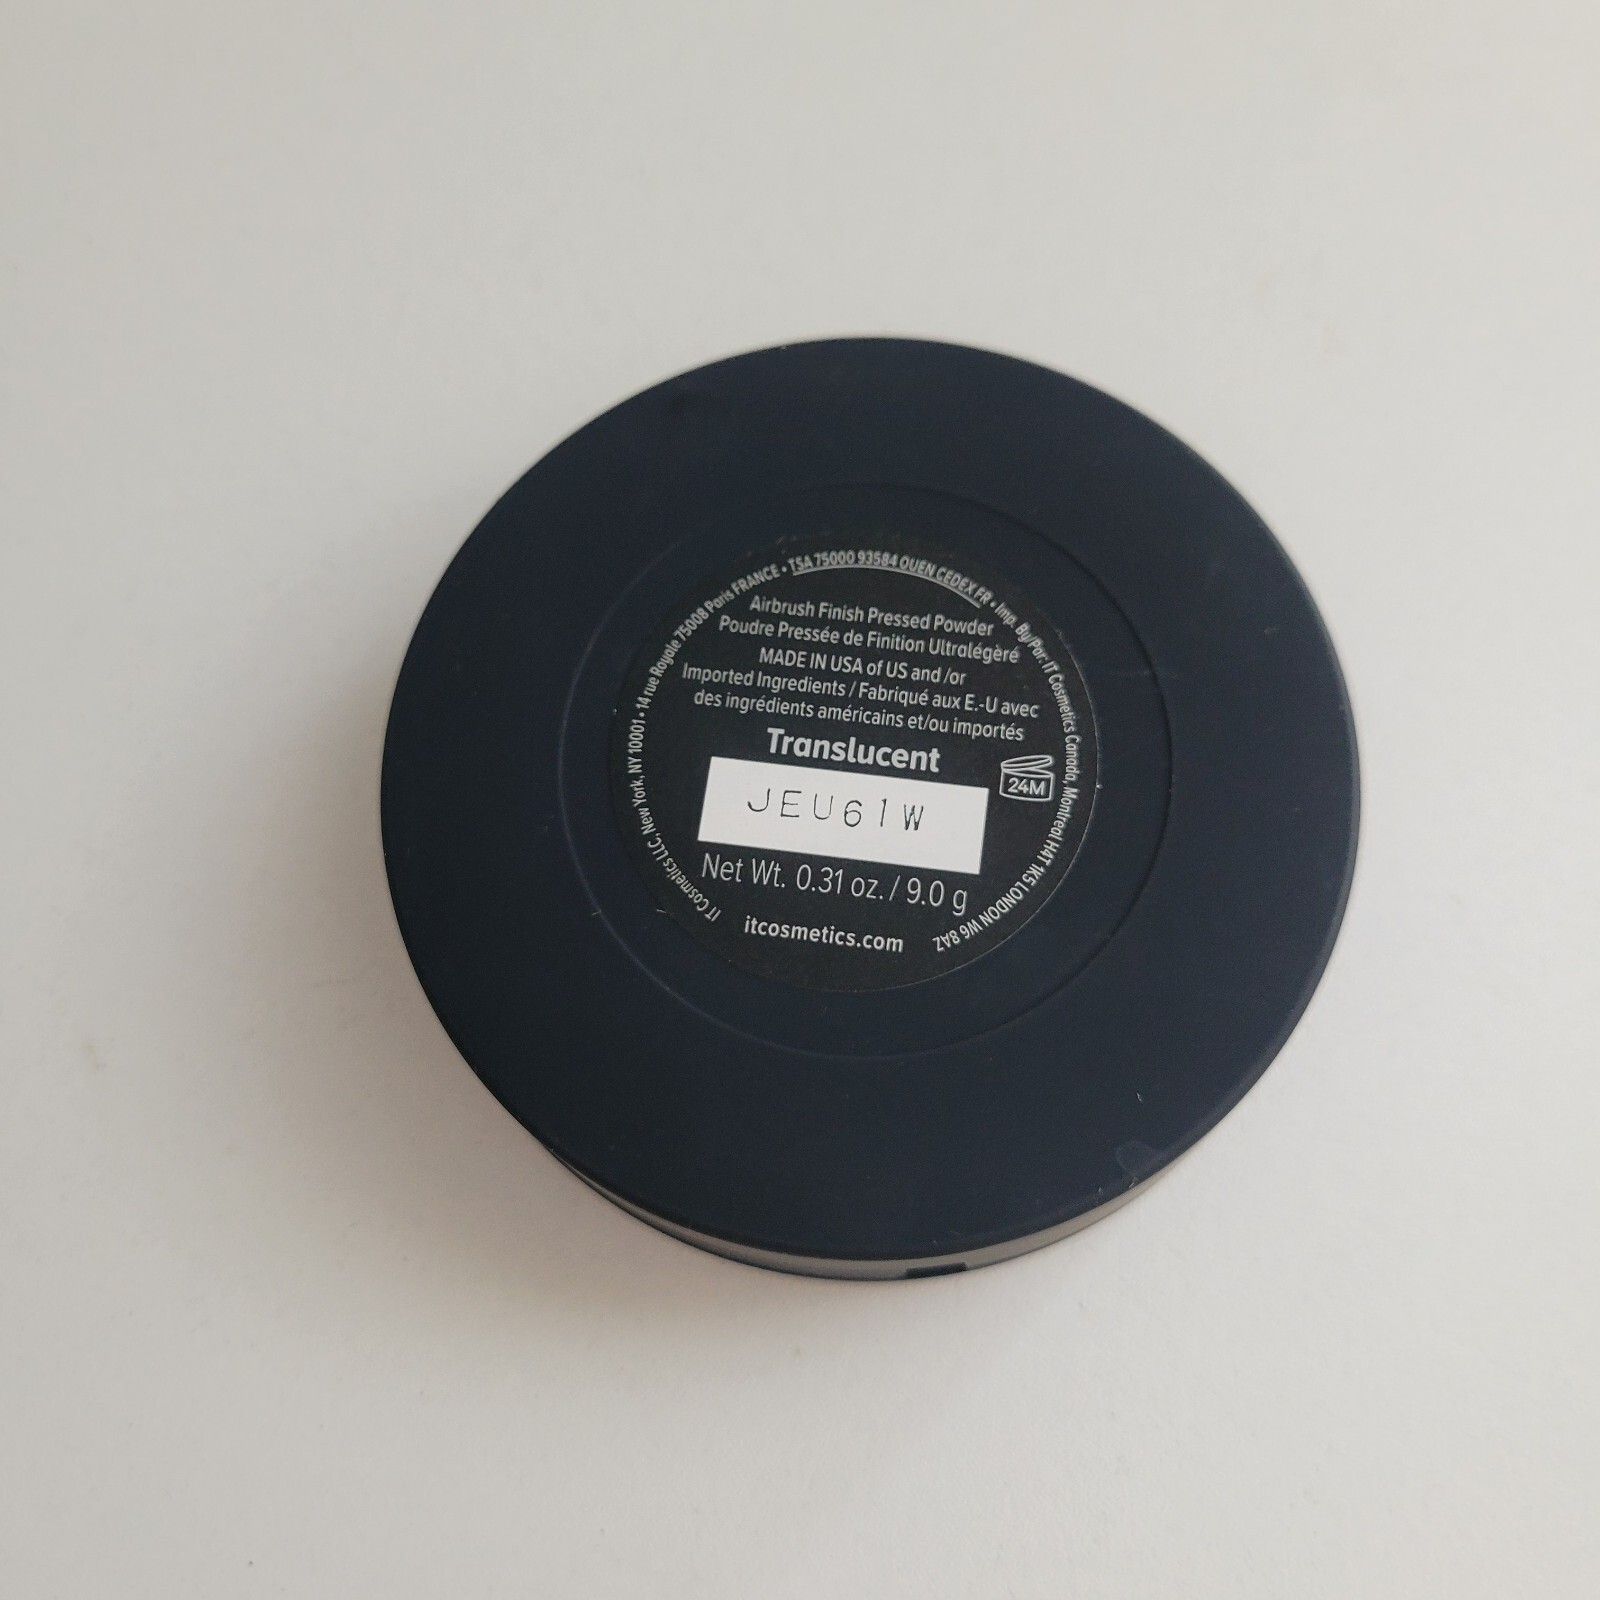 IT Cosmetics LLC, New York, NY 10001 • 14 rue Royale 75008 Paris FRANCE • TSA 75000 93584 OUEN CEDEX FR • Imp. By/Par: IT Cosmetics Canada, Montreal H4T 1K5 LONDON W6 8AZ
Airbrush Finish Pressed Powder
Poudre Pressée de Finition Ultralégèré
MADE IN USA of US and /or
Imported Ingredients / Fabriqué aux E.-U avec
des ingrédients américains et/ou importés
Translucent
24M
JEU61W
Net Wt. 0.31 oz. / 9.0 g
itcosmetics.com